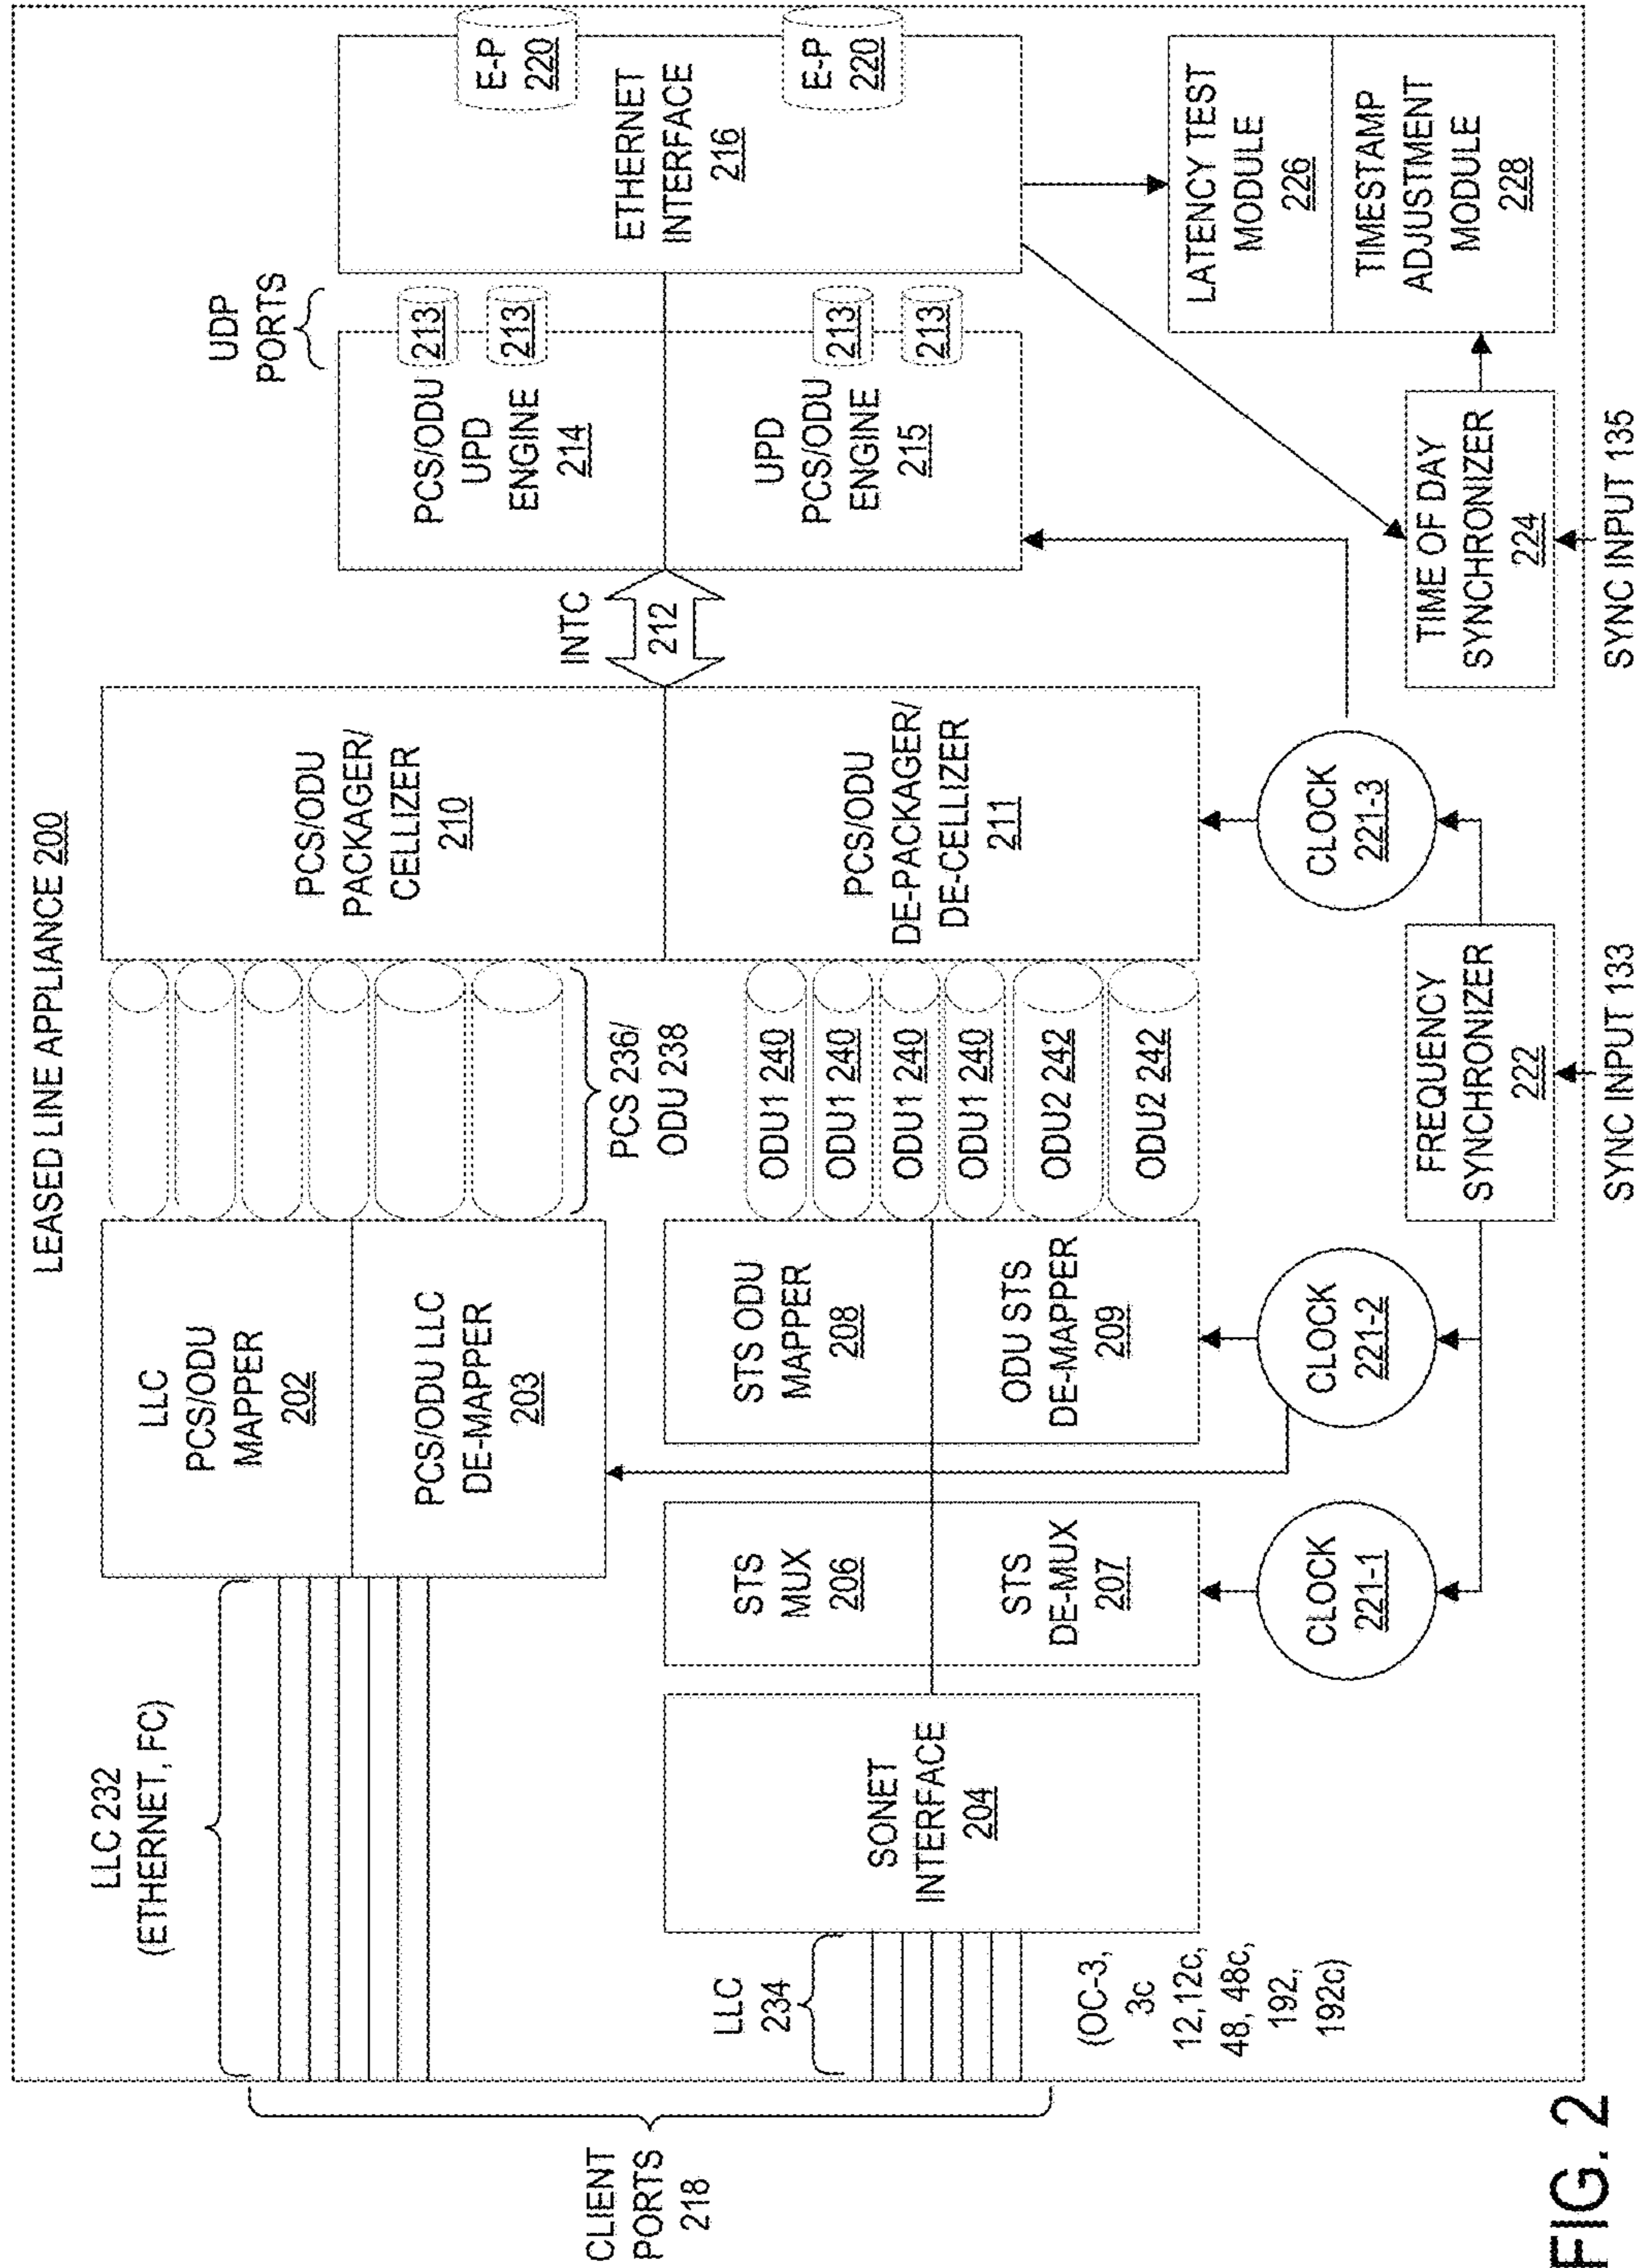 LEASED LINE APPLIANCE 200
CLIENT
PORTS
218
LLC 232
(ETHERNET, FC)
LLC
234
(OC-3,
3c
12,12c,
48, 48c,
192,
192c)
LLC
PCS/ODU
MAPPER
202
PCS/ODU LLC
DE-MAPPER
203
SONET
INTERFACE
204
STS
MUX
206
STS
DE-MUX
207
STS ODU
MAPPER
208
ODU STS
DE-MAPPER
209
PCS 236/
ODU 238
ODU1 240
ODU1 240
ODU1 240
ODU1 240
ODU2 242
ODU2 242
PCS/ODU
PACKAGER/
CELLIZER
210
PCS/ODU
DE-PACKAGER/
DE-CELLIZER
211
INTC
212
UDP
PORTS
PCS/ODU
UPD
ENGINE
214
213
213
UPD
PCS/ODU
ENGINE
215
213
213
ETHERNET
INTERFACE
216
E-P
220
E-P
220
CLOCK
221-1
CLOCK
221-2
CLOCK
221-3
FREQUENCY
SYNCHRONIZER
222
SYNC INPUT 133
TIME OF DAY
SYNCHRONIZER
224
SYNC INPUT 135
LATENCY TEST
MODULE
226
TIMESTAMP
ADJUSTMENT
MODULE
228
FIG. 2